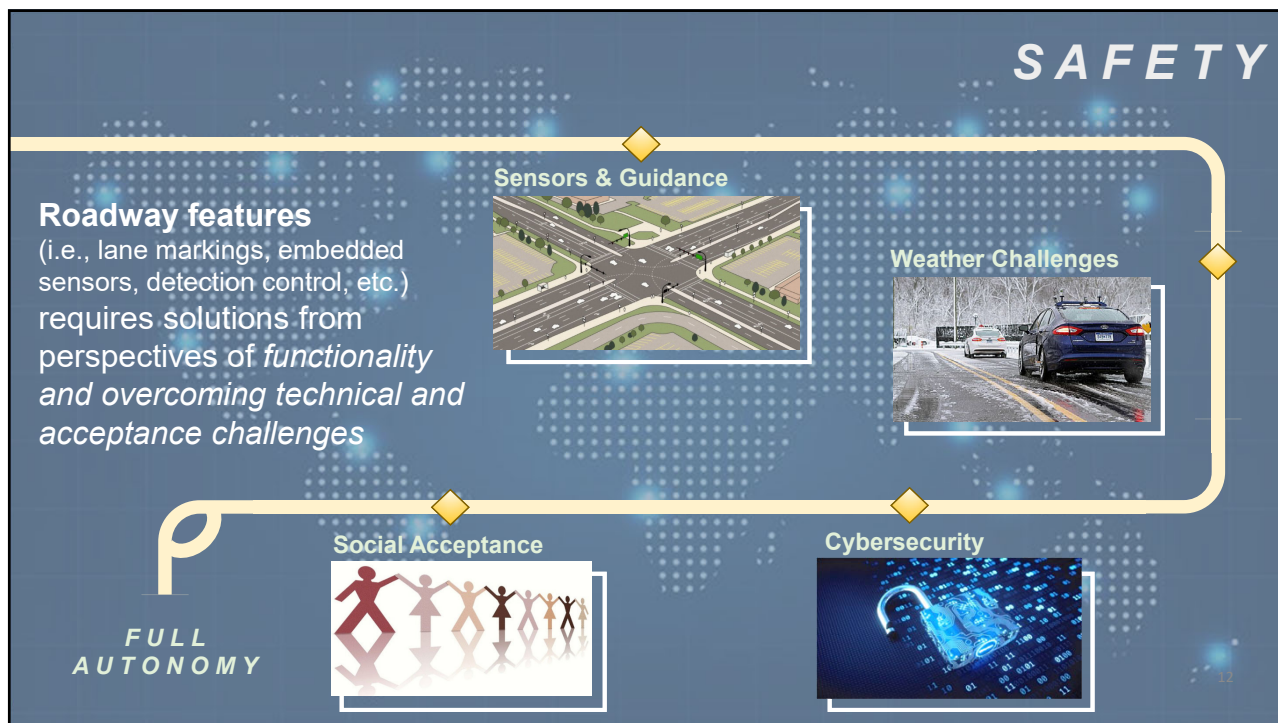 SAFETY
Sensors & Guidance
Roadway features
(i.e., lane markings, embedded
sensors, detection control, etc.)
requires solutions from
perspectives of functionality
and overcoming technical and
acceptance challenges
Weather Challenges
Social Acceptance
Cybersecurity
FULL
AUTONOMY
12